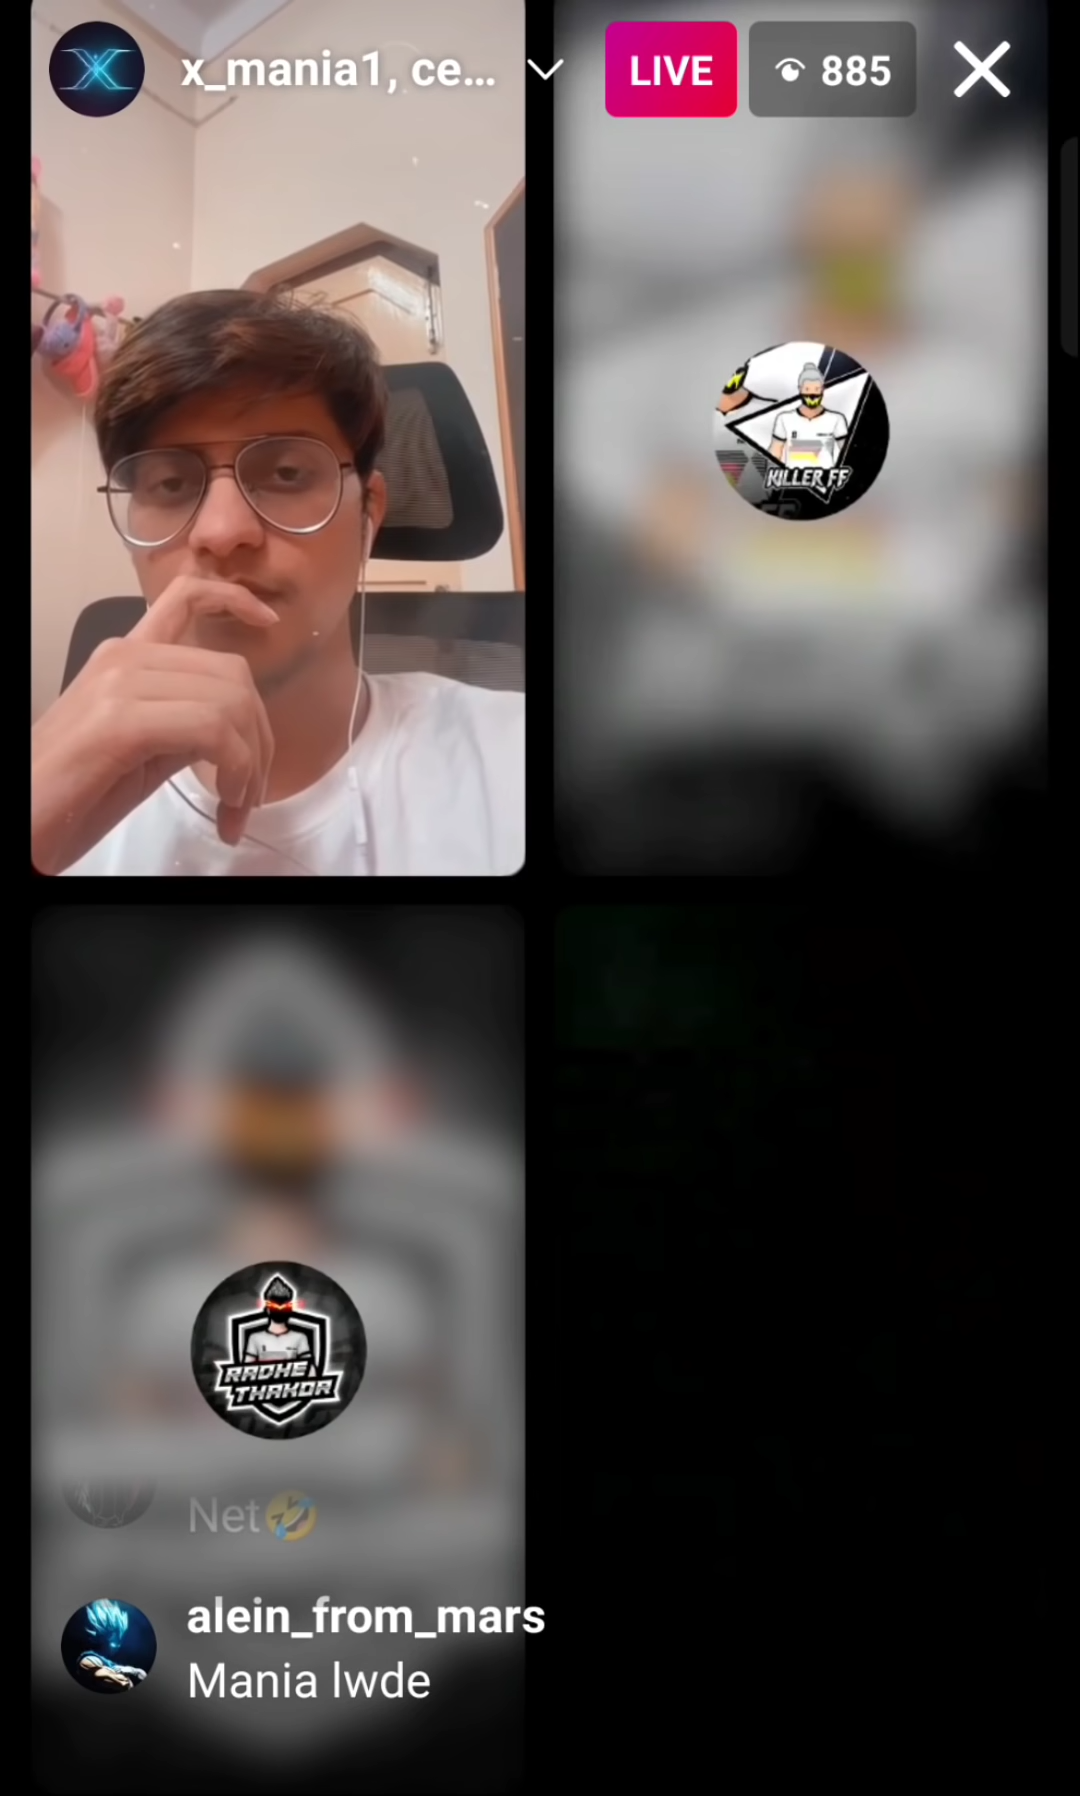 x_mania1, ce...
LIVE
885
KILLER FF
RADHE
THAKOR
Net🤣
alein_from_mars
Mania lwde